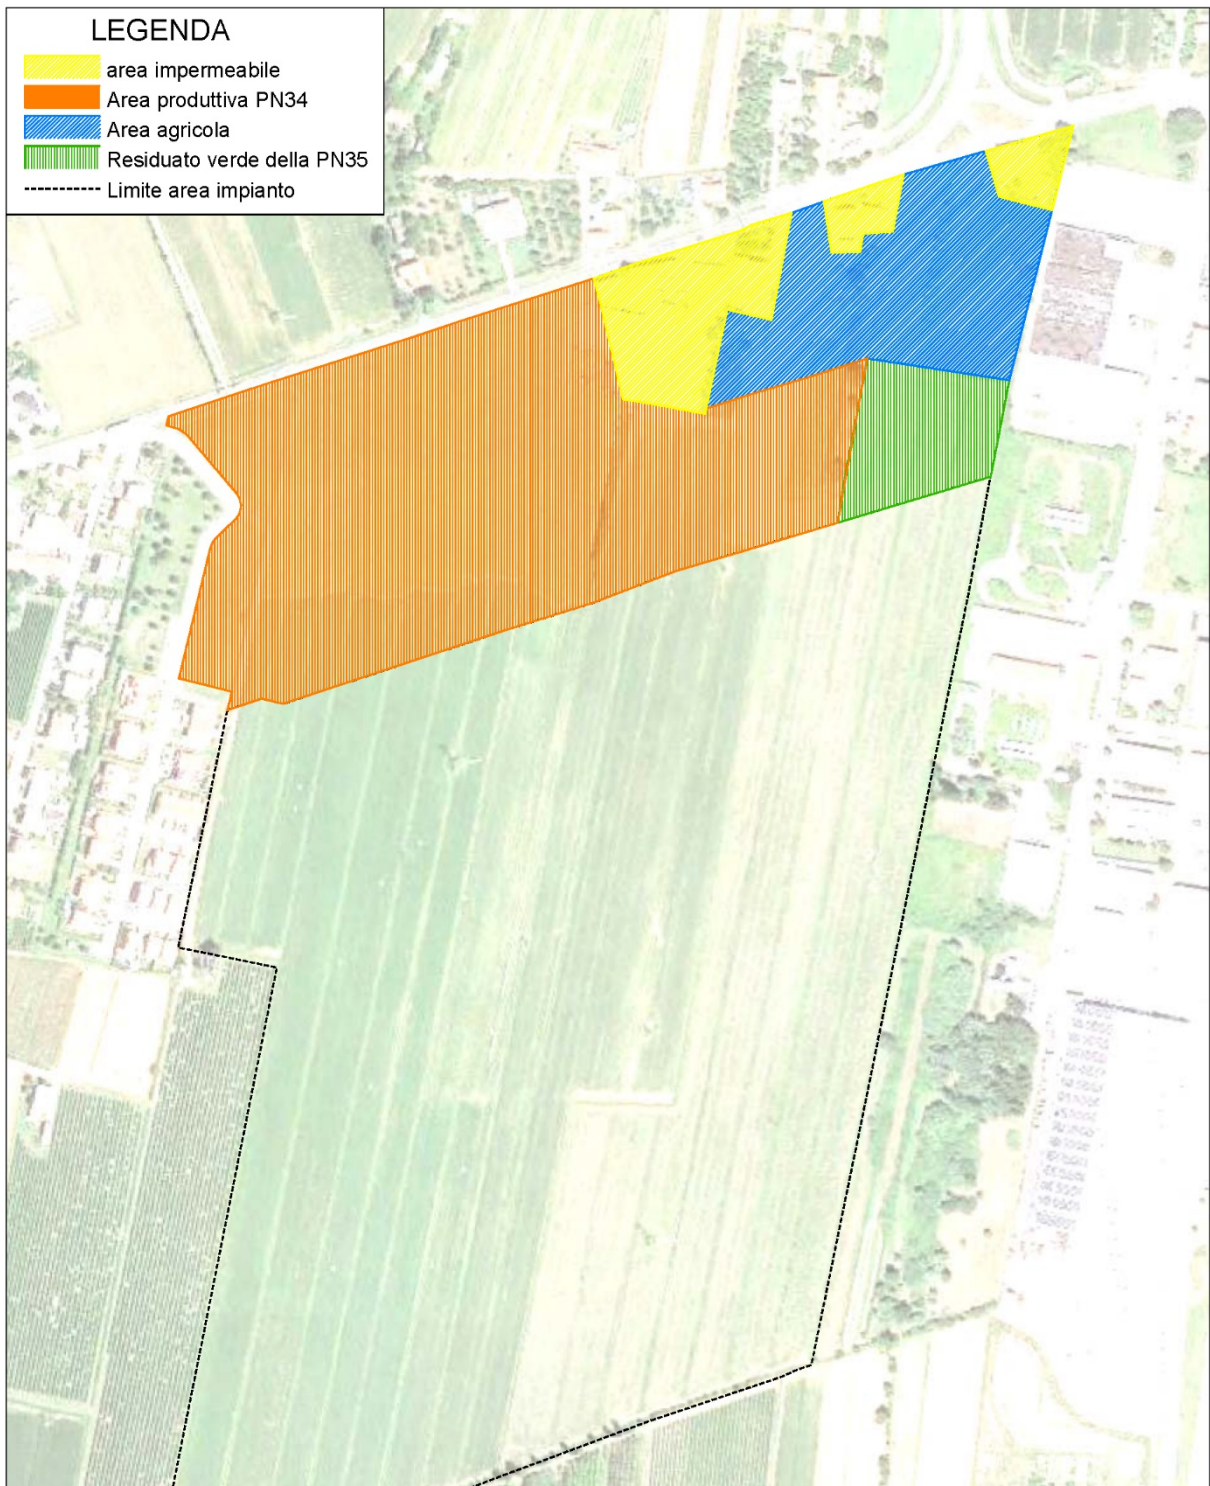 LEGENDA
area impermeabile
Area produttiva PN34
Area agricola
Residuato verde della PN35
Limite area impianto